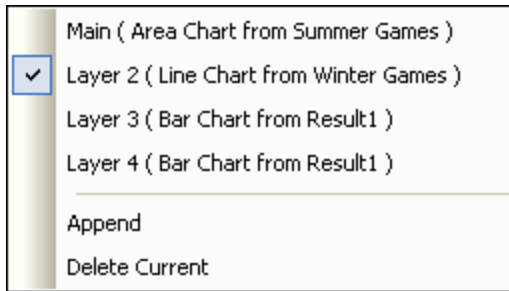 Main ( Area Chart from Summer Games )
Layer 2 ( Line Chart from Winter Games )
Layer 3 ( Bar Chart from Result1 )
Layer 4 ( Bar Chart from Result1 )
Append
Delete Current